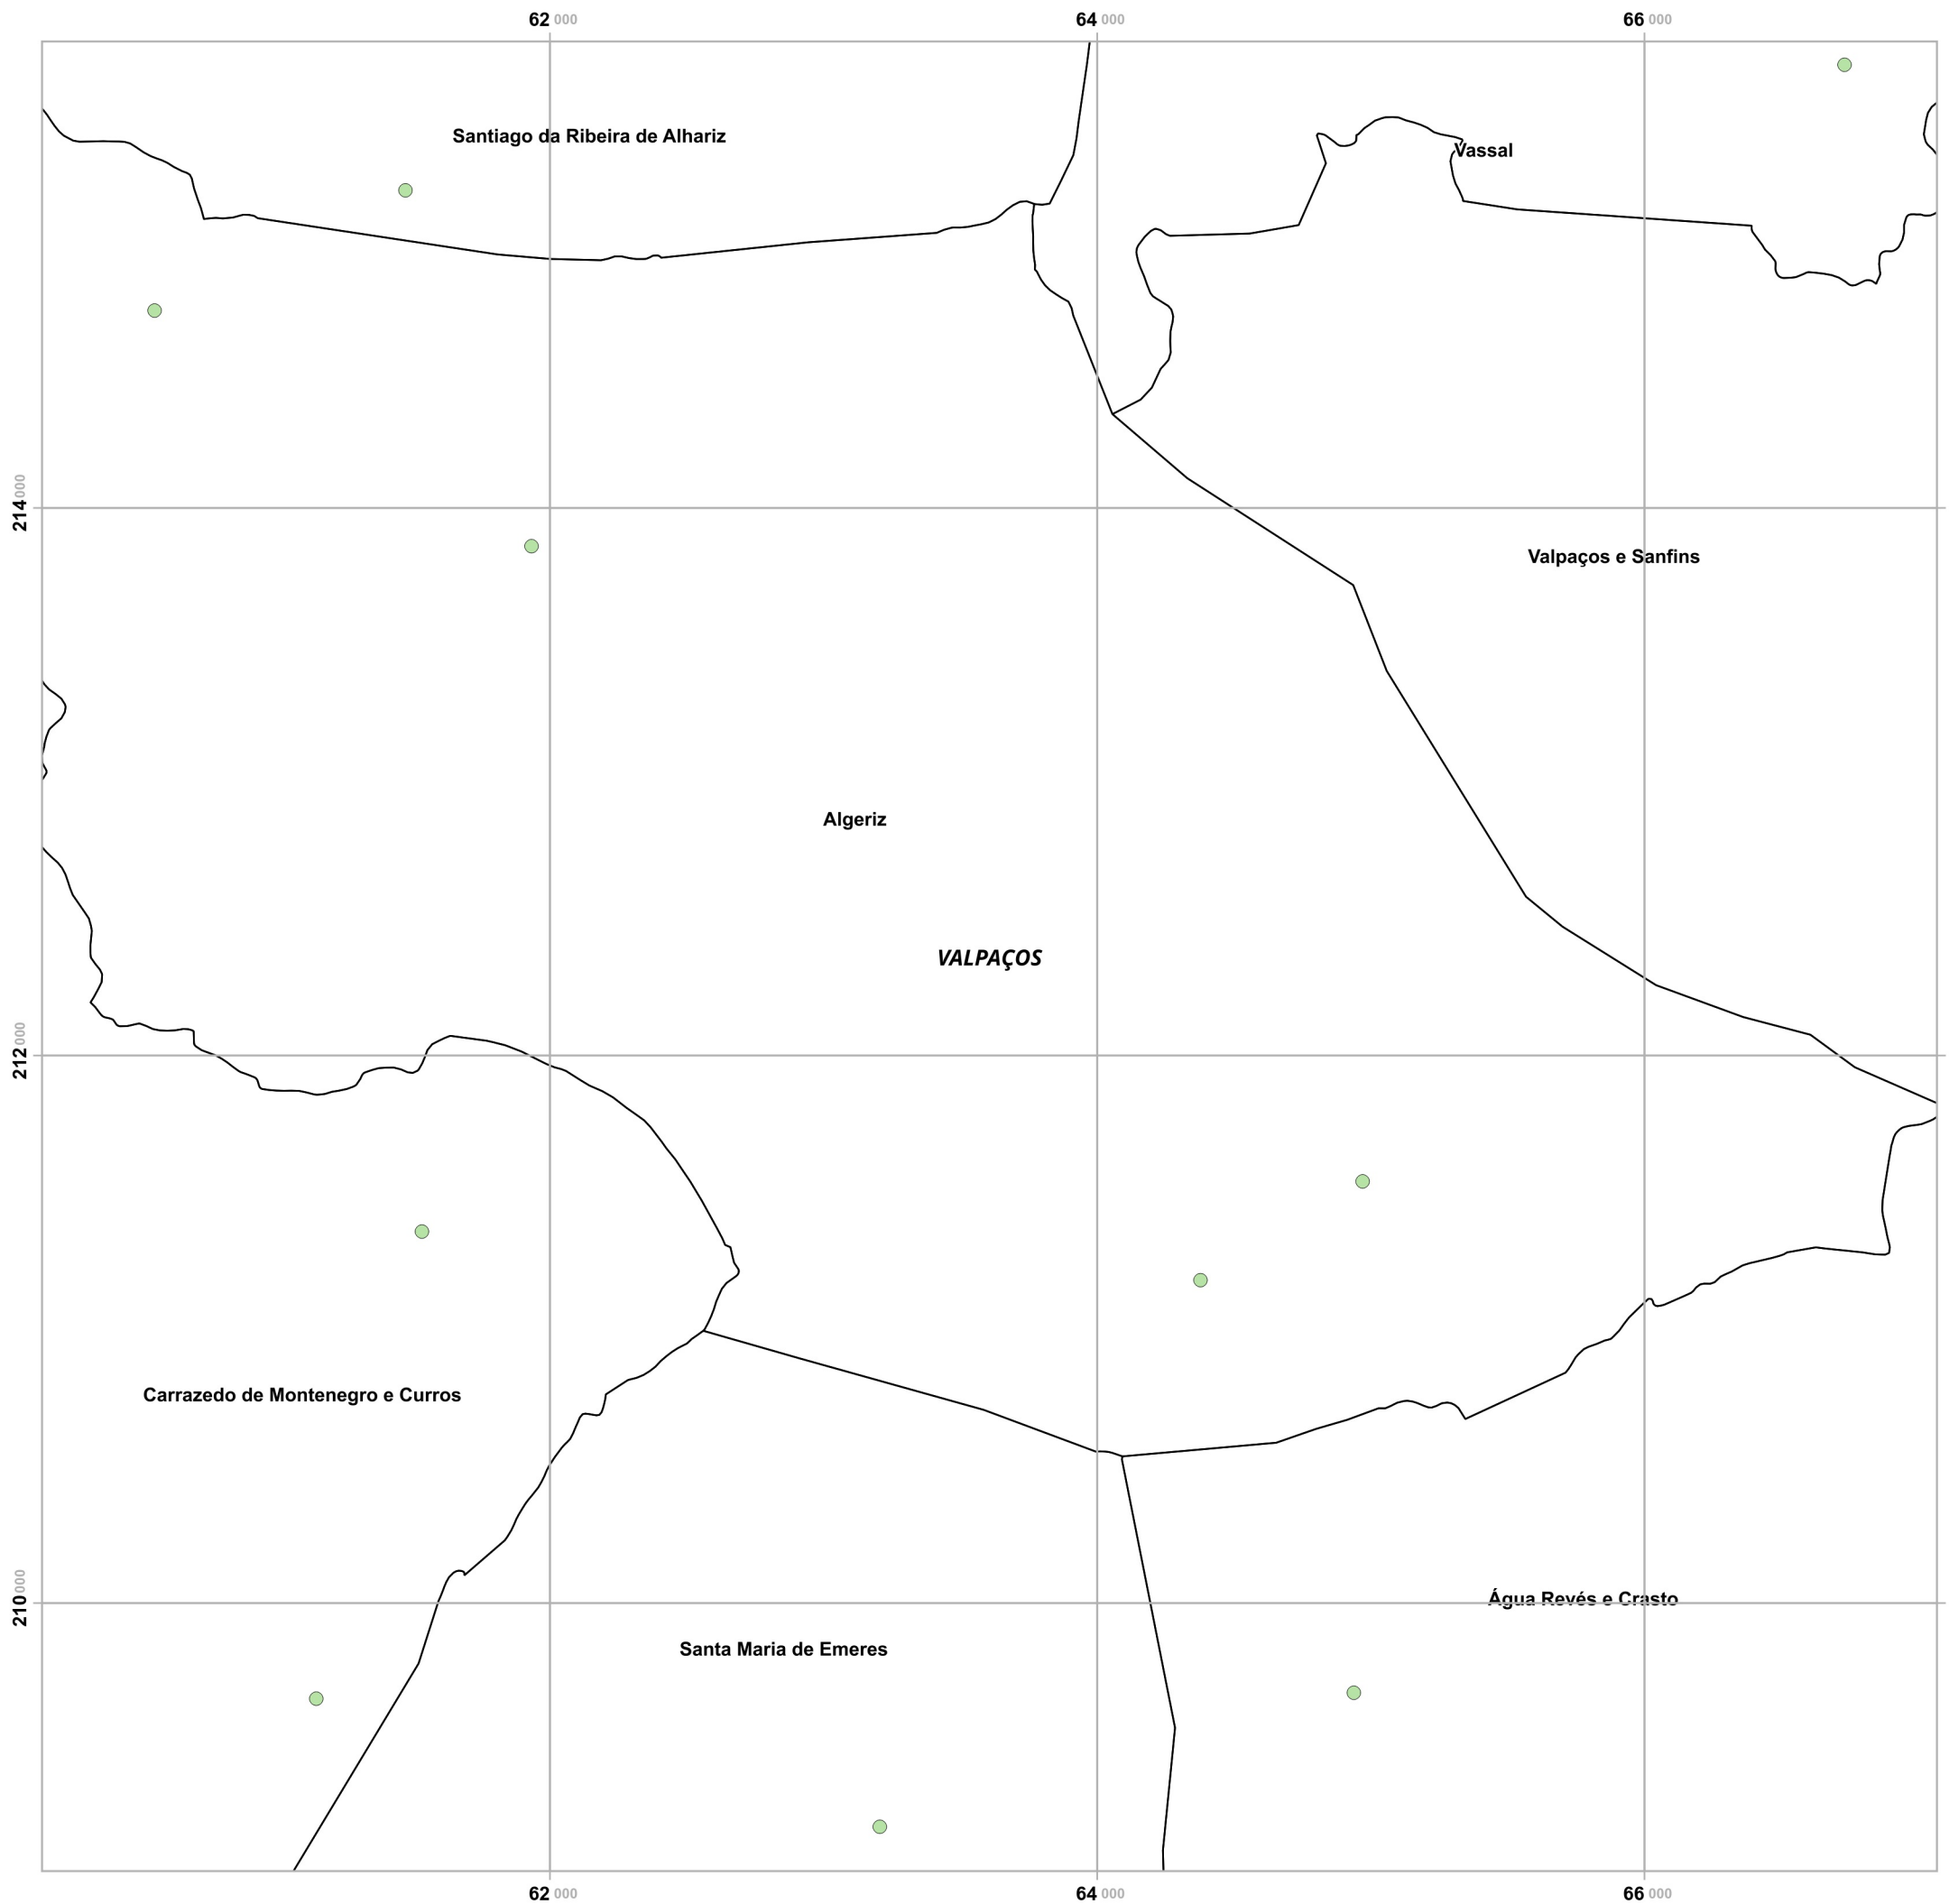 62 000 64 000 66 000
Santiago da Ribeira de Alhariz
Vassal
214 000
Valpaços e Sanfins
Algeriz
VALPAÇOS
212 000
Carrazedo de Montenegro e Curros
210 000
Água Revés e Crasto
Santa Maria de Emeres
62 000 64 000 66 000